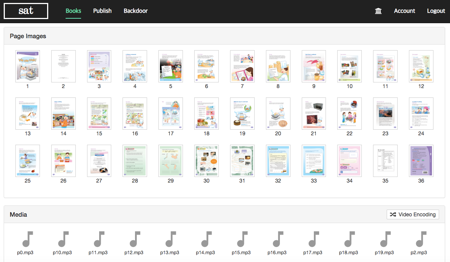 sat Books Publish Backdoor Account Logout
Page Images
1 2 3 4 5 6 7 8 9 10 11 12
13 14 15 16 17 18 19 20 21 22 23 24
25 26 27 28 29 30 31 32 33 34 35 36
Media Video Encoding
p0.mp3 p10.mp3 p11.mp3 p12.mp3 p13.mp3 p14.mp3 p15.mp3 p16.mp3 p17.mp3 p18.mp3 p19.mp3 p2.mp3